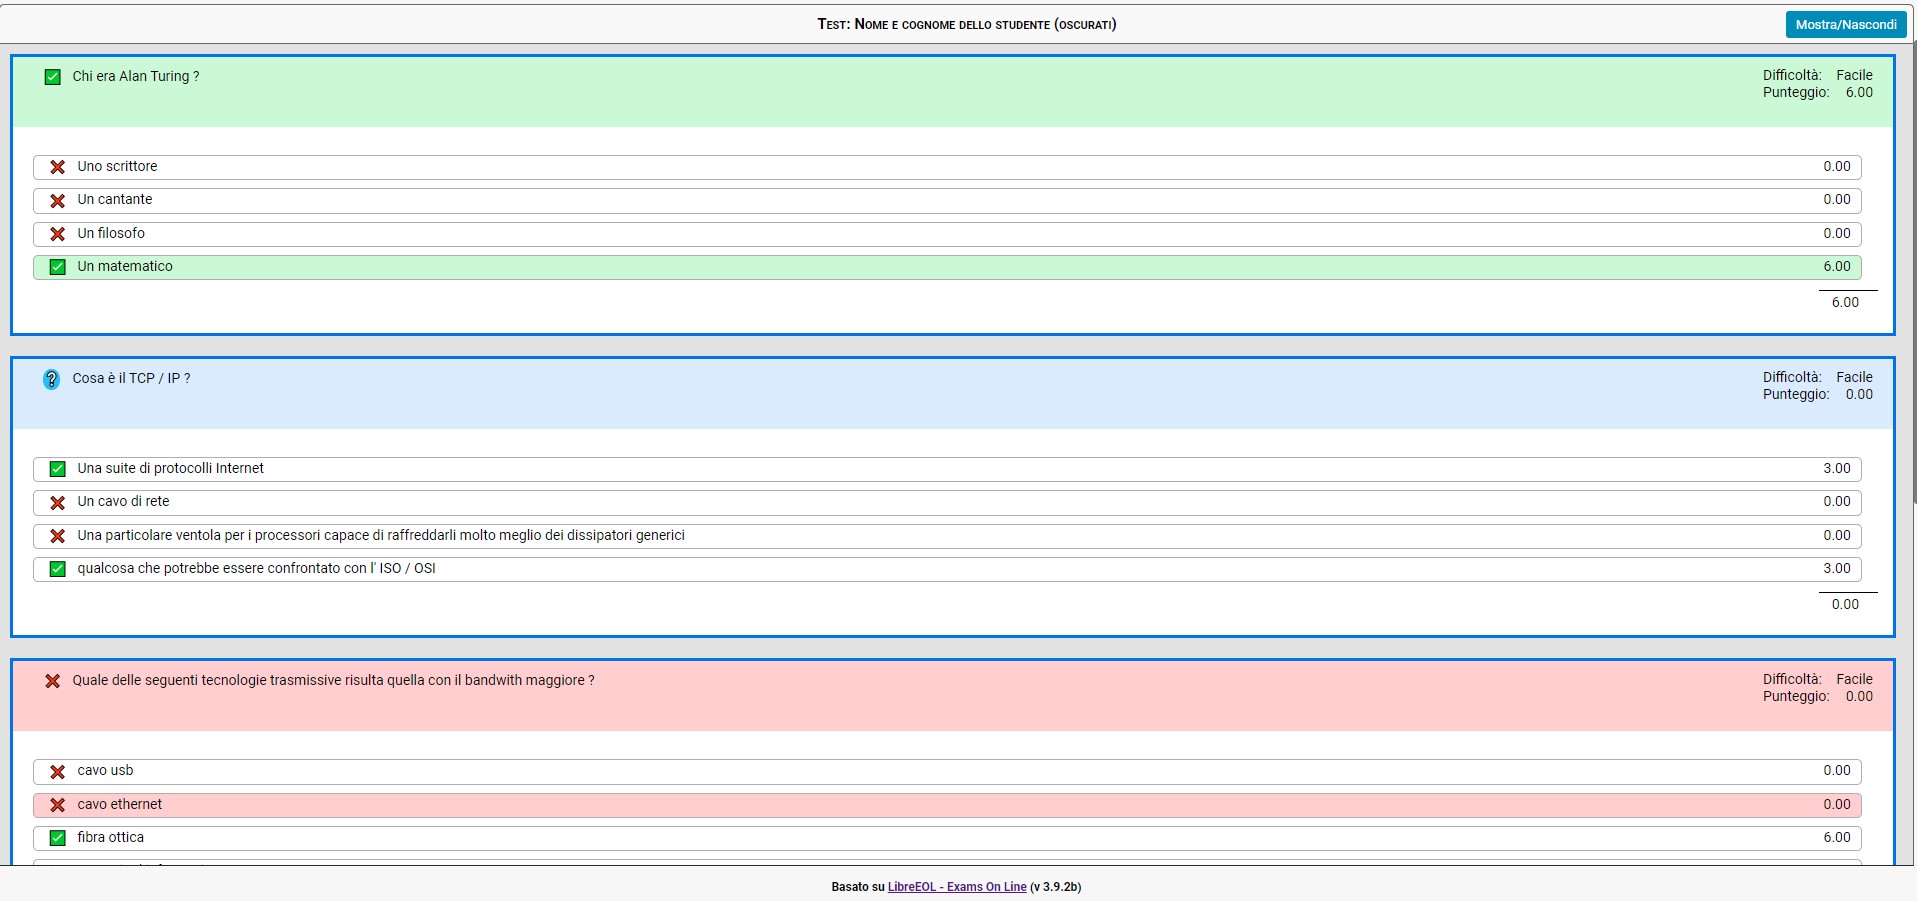 Test: Nome e cognome dello studente (oscurati)
Mostra/Nascondi
Chi era Alan Turing ?
Difficoltà: Facile
Punteggio: 6.00
Uno scrittore 0.00
Un cantante 0.00
Un filosofo 0.00
Un matematico 6.00
6.00
Cosa è il TCP / IP ?
Difficoltà: Facile
Punteggio: 0.00
Una suite di protocolli Internet 3.00
Un cavo di rete 0.00
Una particolare ventola per i processori capace di raffreddarli molto meglio dei dissipatori generici 0.00
qualcosa che potrebbe essere confrontato con l' ISO / OSI 3.00
0.00
Quale delle seguenti tecnologie trasmissive risulta quella con il bandwith maggiore ?
Difficoltà: Facile
Punteggio: 0.00
cavo usb 0.00
cavo ethernet 0.00
fibra ottica 6.00
Basato su LibreEOL - Exams On Line (v 3.9.2b)